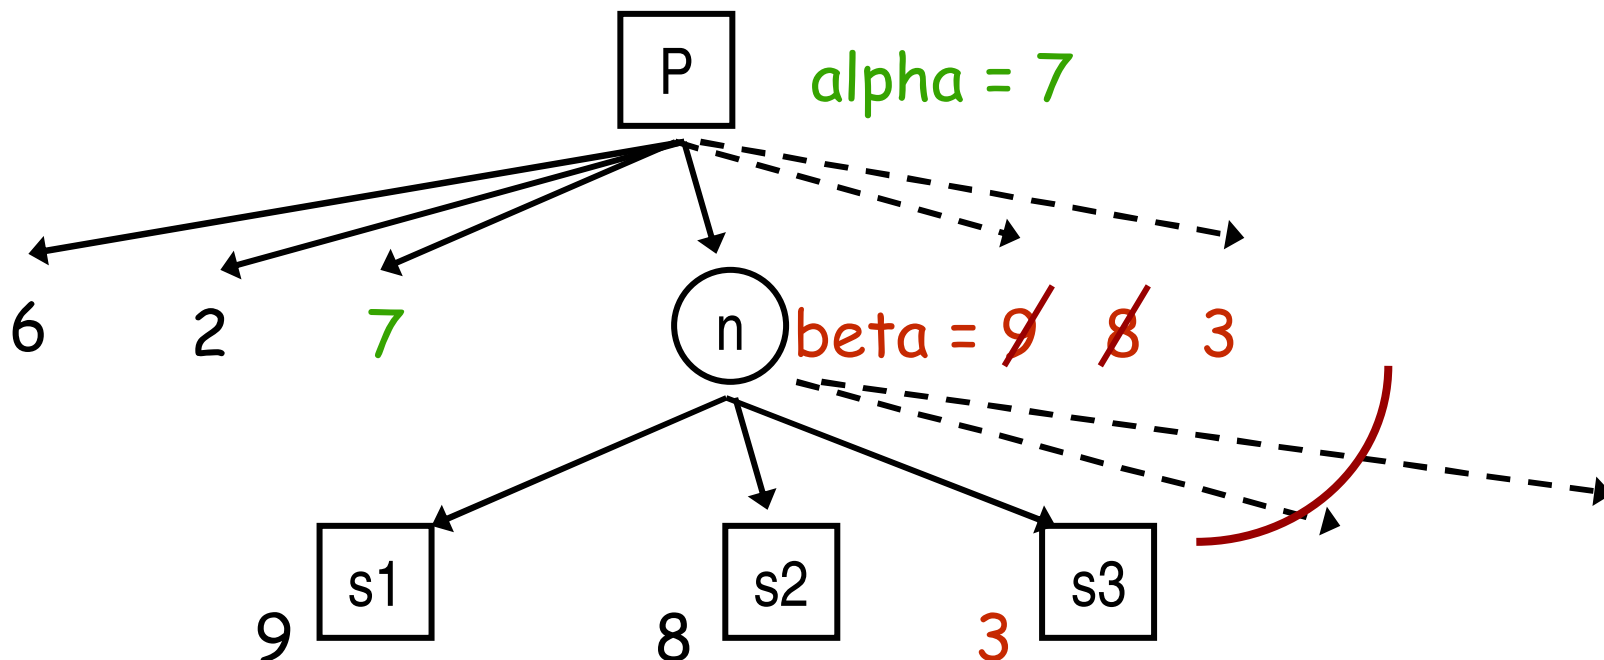 P alpha = 7
6 2 7 n beta = 9 8 3
s1 s2 s3
9 8 3